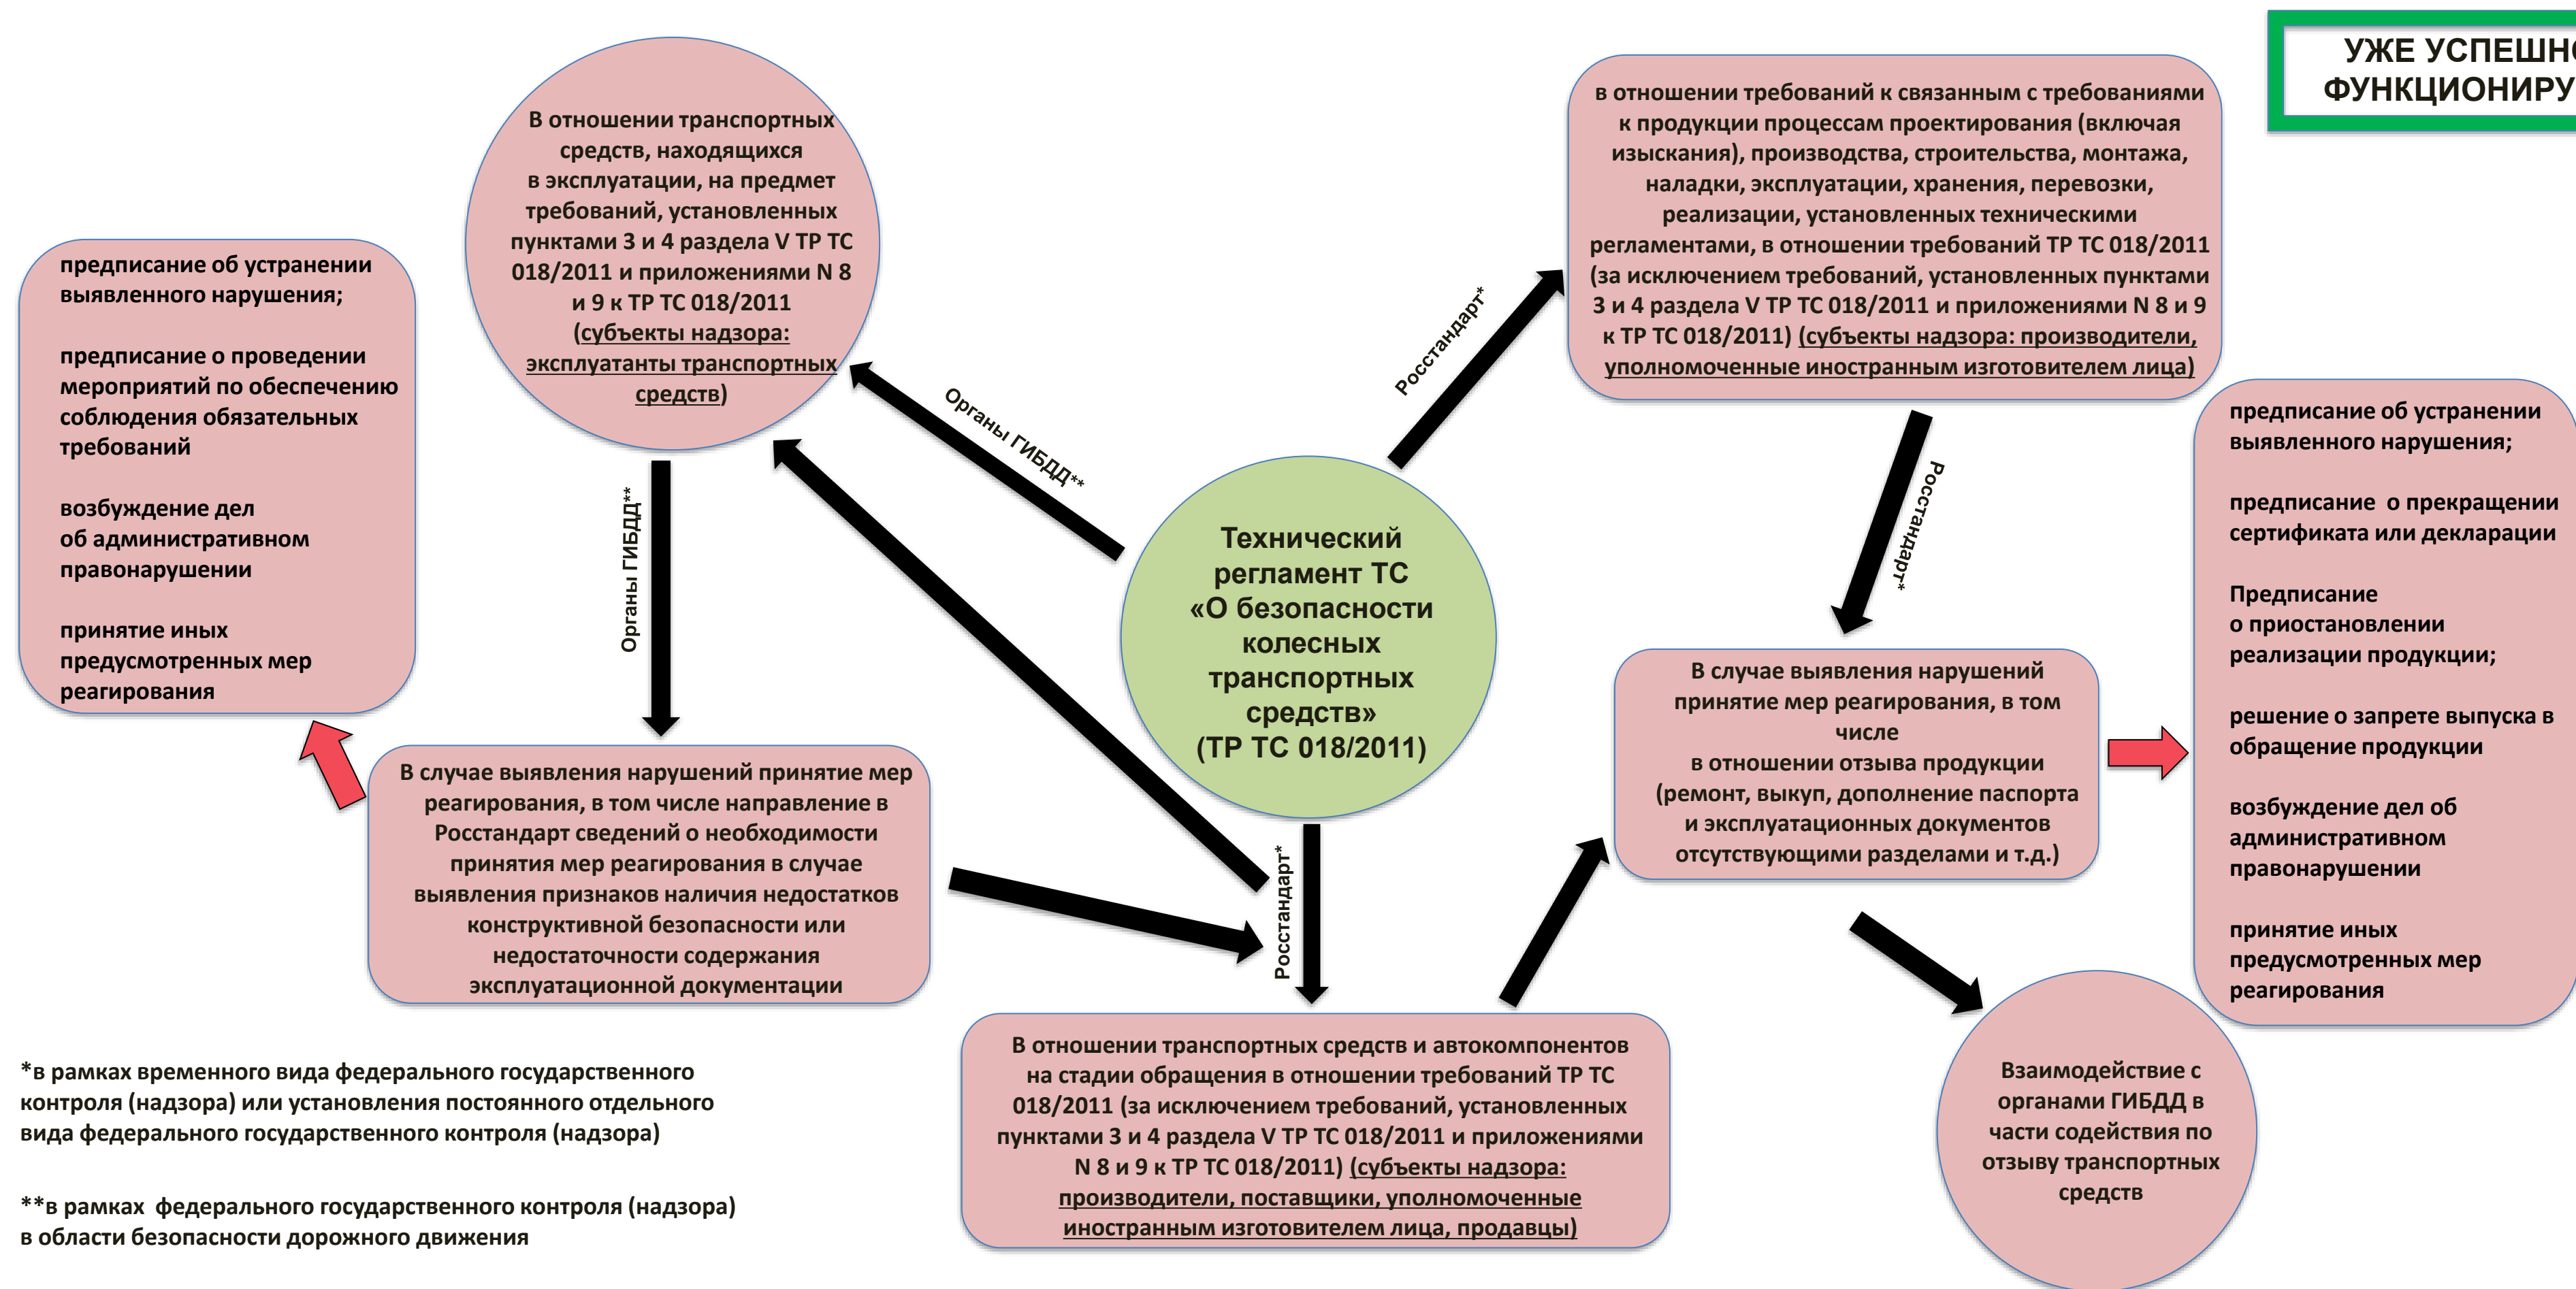 УЖЕ УСПЕШНО
ФУНКЦИОНИРУ
В отношении транспортных
средств, находящихся
в эксплуатации, на предмет
требований, установленных
пунктами 3 и 4 раздела V ТР ТС
018/2011 и приложениями N 8
и 9 к ТР ТС 018/2011
(субъекты надзора:
эксплуатанты транспортных
средств)
в отношении требований к связанным с требованиями
к продукции процессам проектирования (включая
изыскания), производства, строительства, монтажа,
наладки, эксплуатации, хранения, перевозки,
реализации, установленных техническими
регламентами, в отношении требований ТР ТС 018/2011
(за исключением требований, установленных пунктами
3 и 4 раздела V ТР ТС 018/2011 и приложениями N 8 и 9
к ТР ТС 018/2011) (субъекты надзора: производители,
уполномоченные иностранным изготовителем лица)
предписание об устранении
выявленного нарушения;
предписание о проведении
мероприятий по обеспечению
соблюдения обязательных
требований
возбуждение дел
об административном
правонарушении
принятие иных
предусмотренных мер
реагирования
Органы ГИБДД**
Росстандарт*
Органы ГИБДД**
Росстандарт*
Технический
регламент ТС
«О безопасности
колесных
транспортных
средств»
(ТР ТС 018/2011)
предписание об устранении
выявленного нарушения;
предписание о прекращении
сертификата или декларации
Предписание
о приостановлении
реализации продукции;
решение о запрете выпуска в
обращение продукции
возбуждение дел об
административном
правонарушении
принятие иных
предусмотренных мер
реагирования
В случае выявления нарушений
принятие мер реагирования, в том
числе
в отношении отзыва продукции
(ремонт, выкуп, дополнение паспорта
и эксплуатационных документов
отсутствующими разделами и т.д.)
В случае выявления нарушений принятие мер
реагирования, в том числе направление в
Росстандарт сведений о необходимости
принятия мер реагирования в случае
выявления признаков наличия недостатков
конструктивной безопасности или
недостаточности содержания
эксплуатационной документации
Росстандарт*
В отношении транспортных средств и автокомпонентов
на стадии обращения в отношении требований ТР ТС
018/2011 (за исключением требований, установленных
пунктами 3 и 4 раздела V ТР ТС 018/2011 и приложениями
N 8 и 9 к ТР ТС 018/2011) (субъекты надзора:
производители, поставщики, уполномоченные
иностранным изготовителем лица, продавцы)
Взаимодействие с
органами ГИБДД в
части содействия по
отзыву транспортных
средств
*в рамках временного вида федерального государственного
контроля (надзора) или установления постоянного отдельного
вида федерального государственного контроля (надзора)
**в рамках федерального государственного контроля (надзора)
в области безопасности дорожного движения